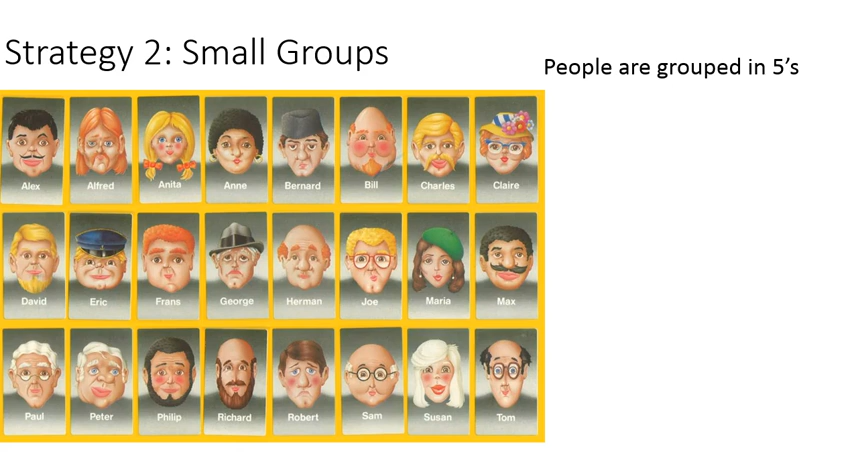 Strategy 2: Small Groups
People are grouped in 5’s
Alex Alfred Anita Anne Bernard Bill Charles Claire
David Eric Frans George Herman Joe Maria Max
Paul Peter Philip Richard Robert Sam Susan Tom